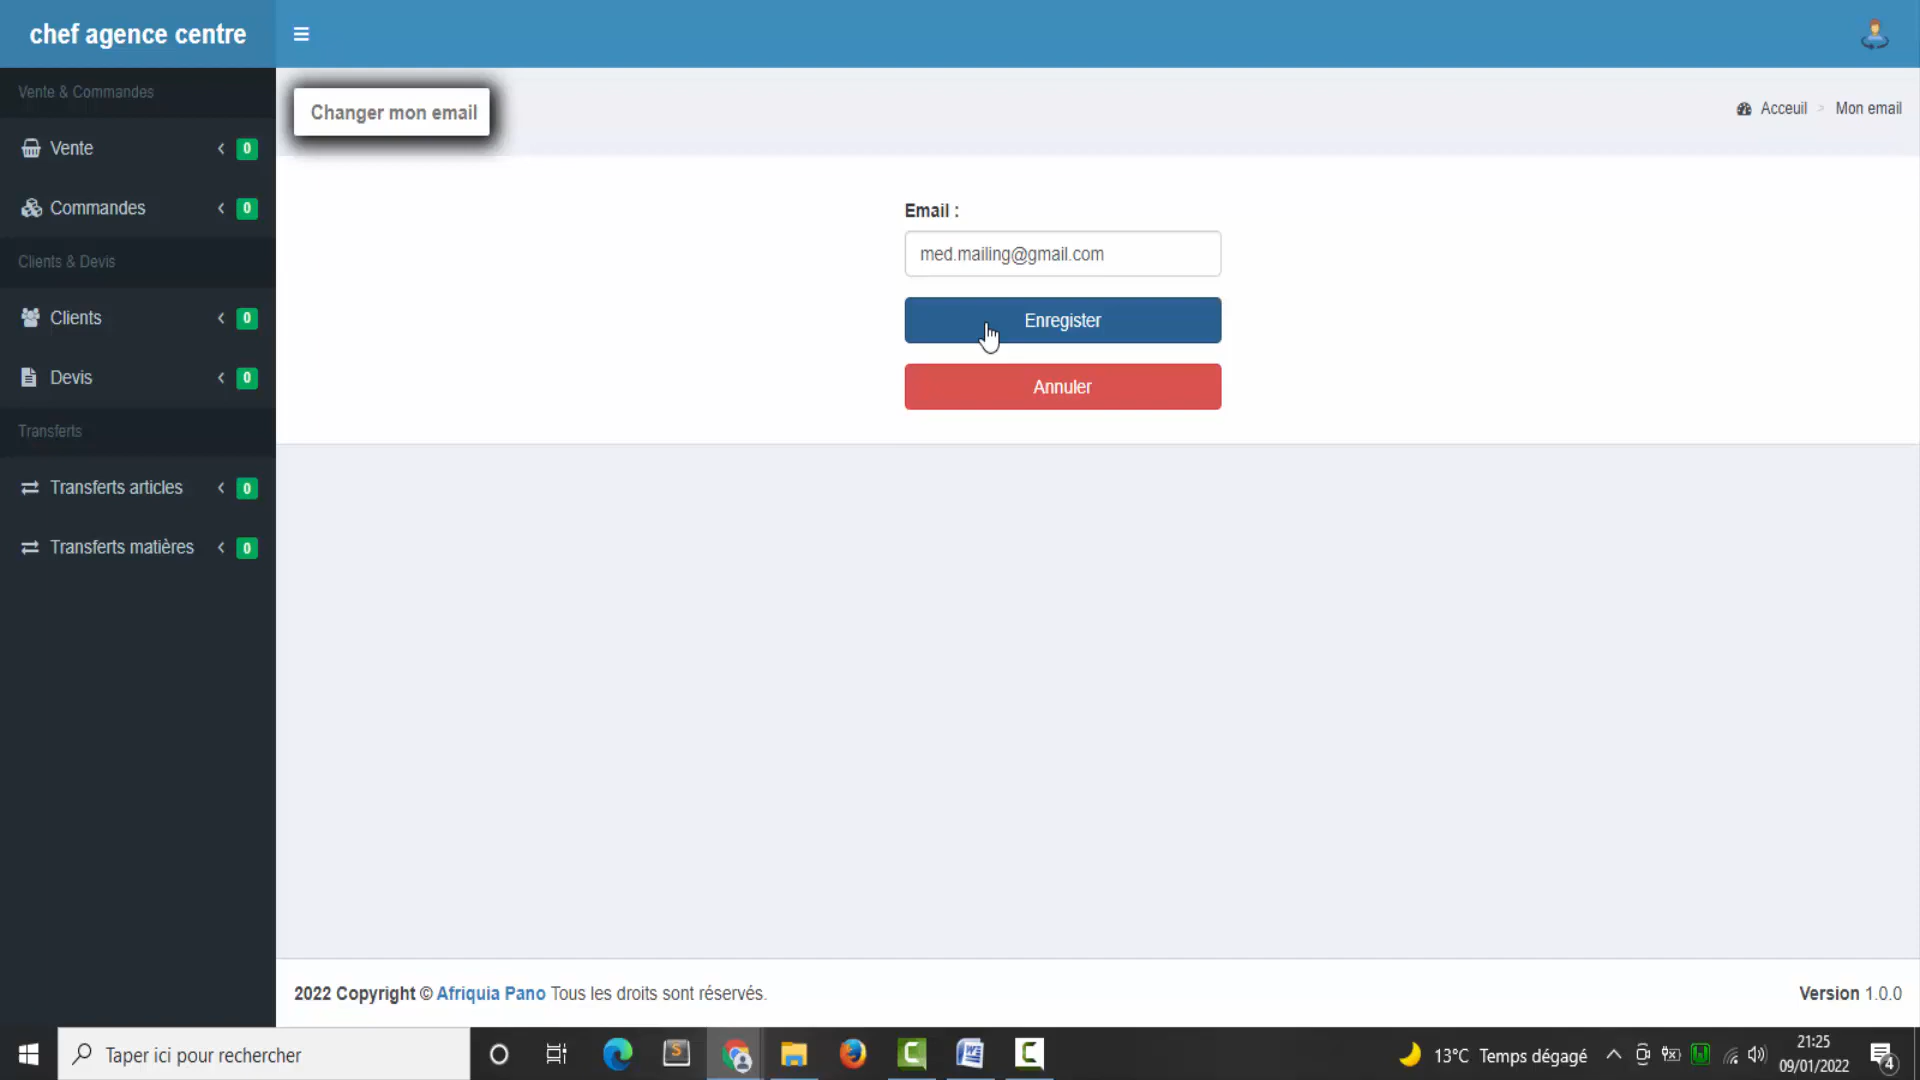 chef agence centre
Vente & Commandes
Vente 0
Commandes 0
Clients & Devis
Clients 0
Devis 0
Transferts
Transferts articles 0
Transferts matières 0
Changer mon email
Acceuil > Mon email
Email :
med.mailing@gmail.com
Enregister
Annuler
2022 Copyright © Afriquia Pano Tous les droits sont réservés.
Version 1.0.0
Taper ici pour rechercher
13°C Temps dégagé
21:25
09/01/2022
4